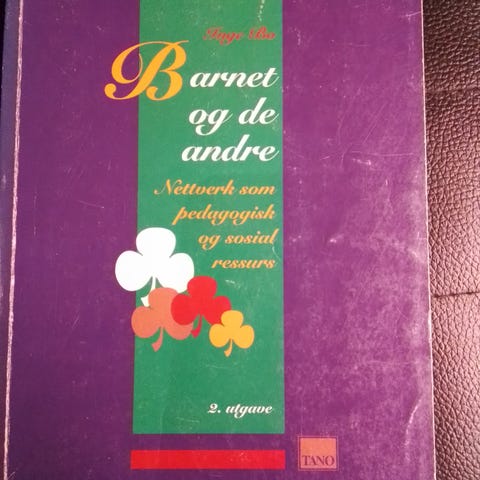 Inge Bø
Barnet
og de
andre
Nettverk som
pedagogisk
og sosial
ressurs
2. utgave
TANO